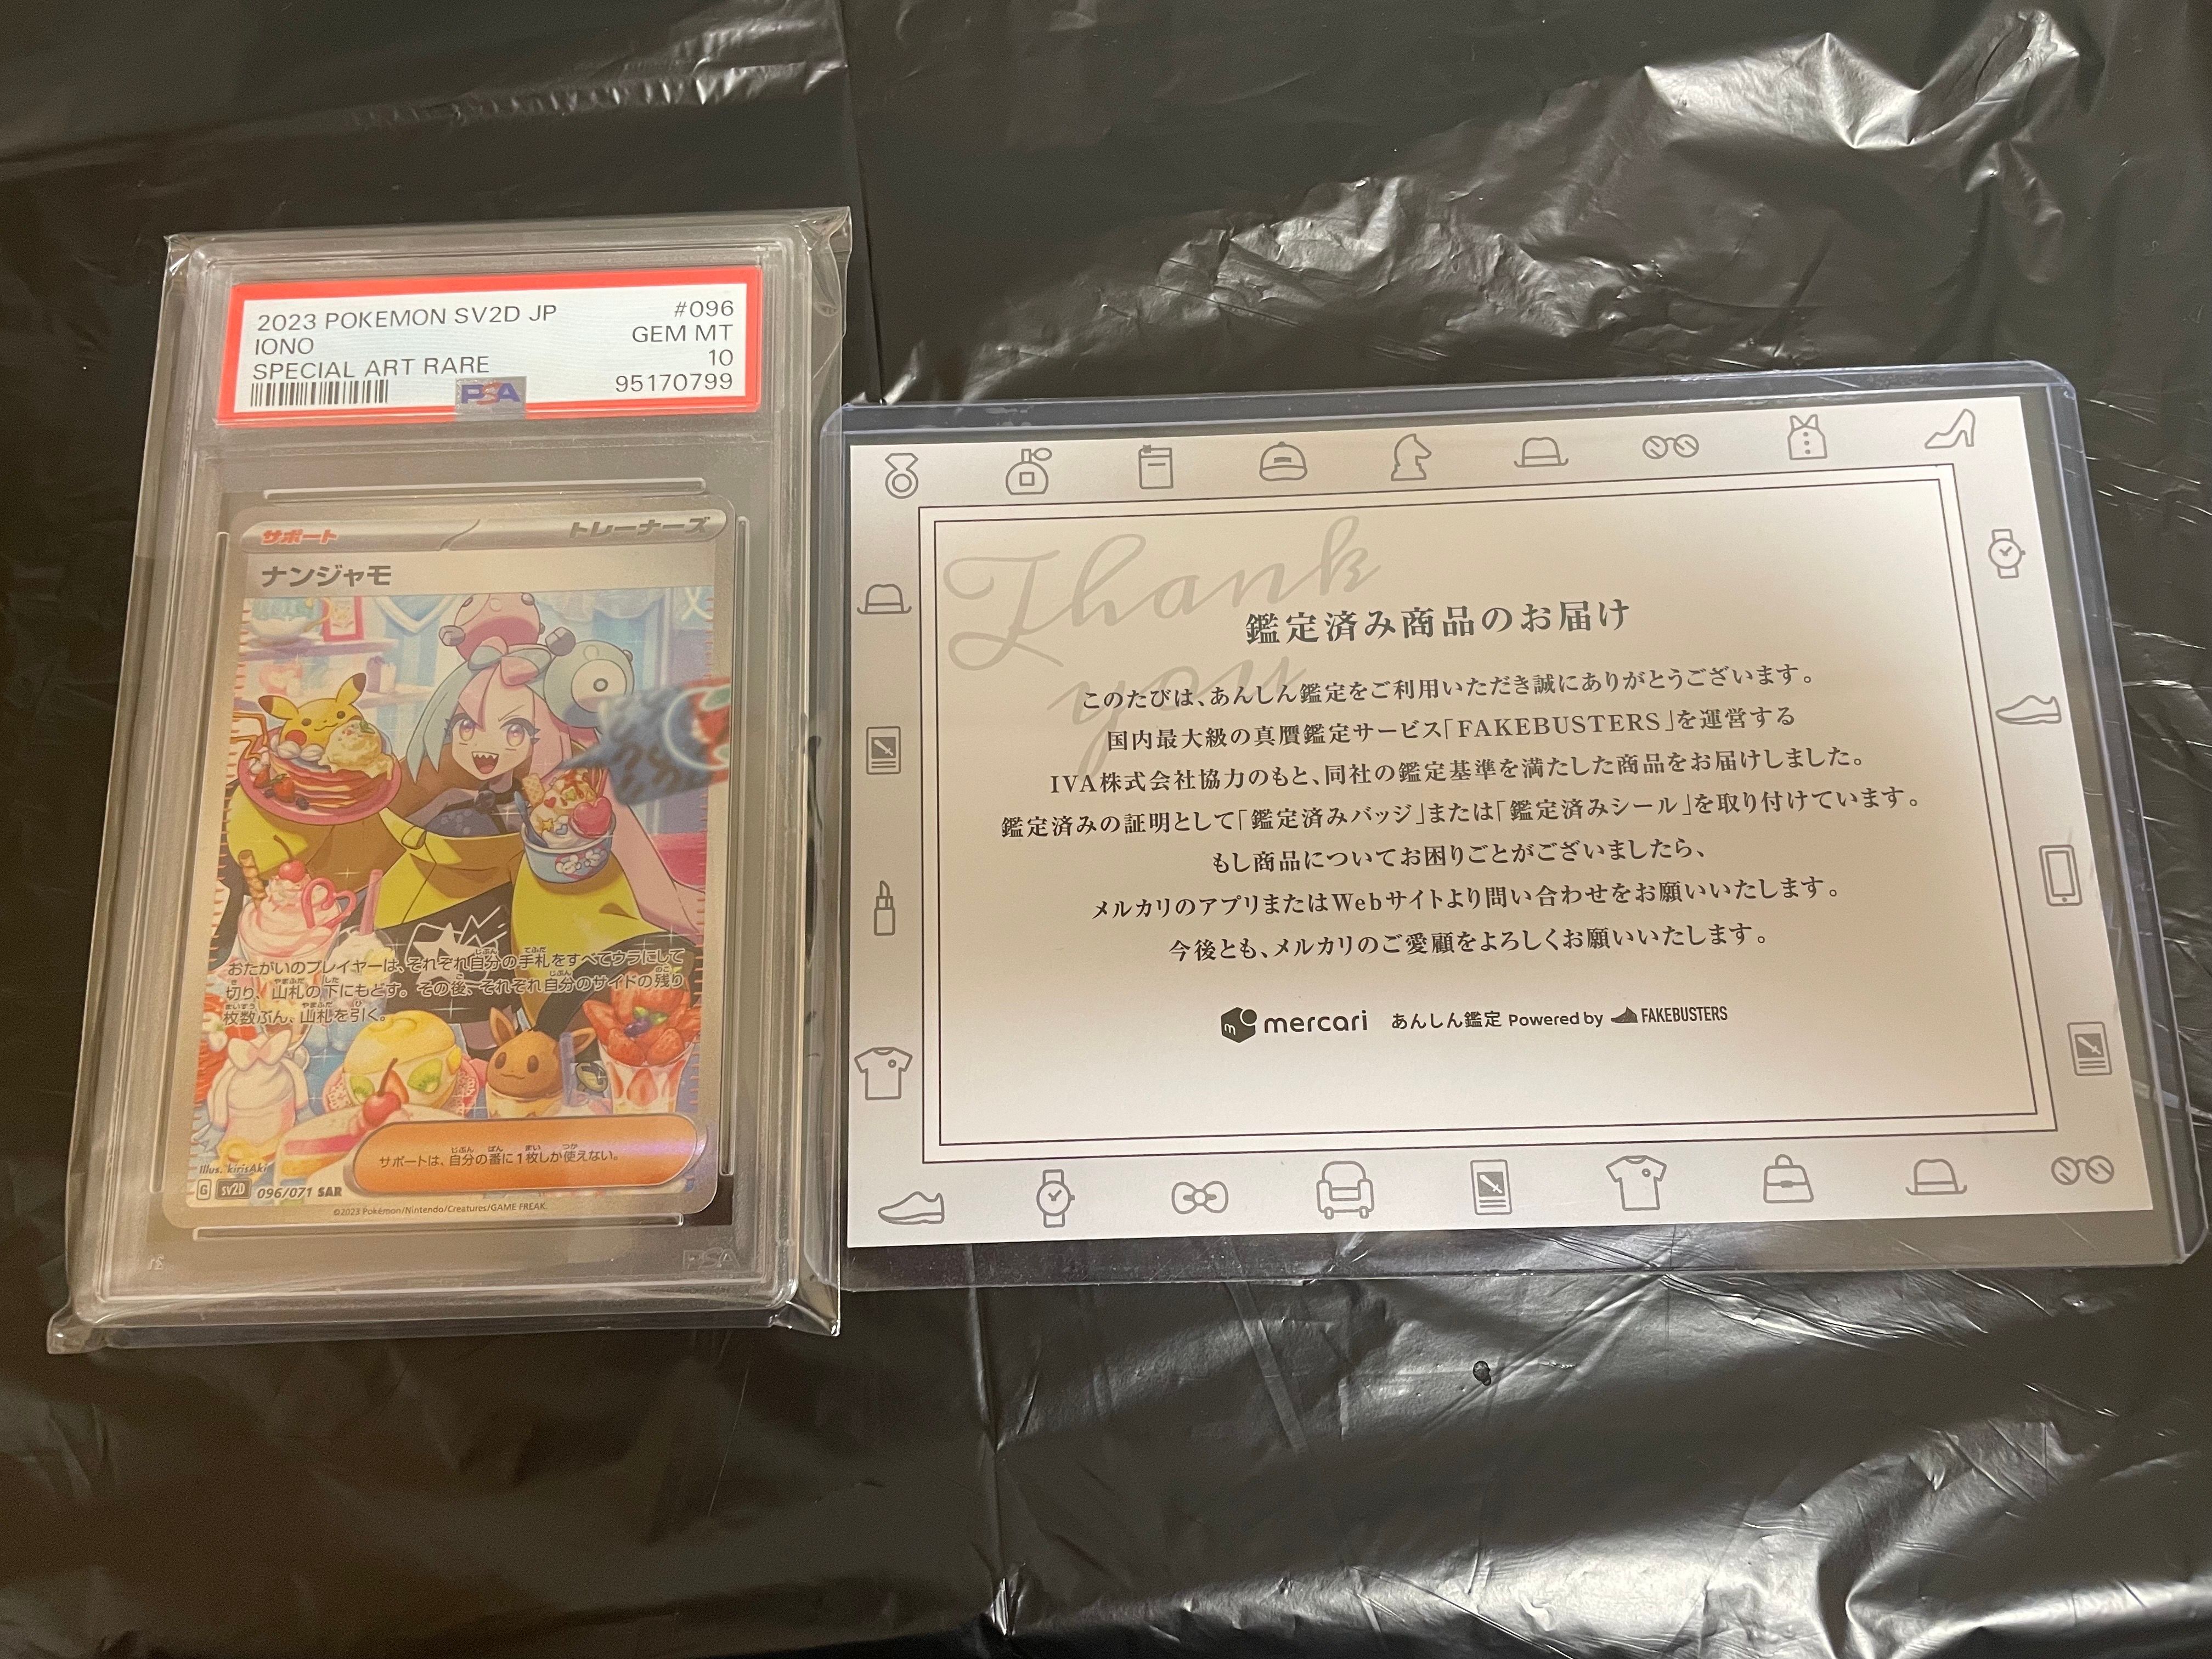 2023 POKEMON SV2D JP #096
IONO GEM MT
SPECIAL ART RARE 10
PSA 95170799
サポート トレーナーズ
ナンジャモ
おたがいのプレイヤーは、それぞれ自分の手札をすべてウラにして
切り、山札の下にもどす。その後、それぞれ自分のサイドの残り
枚数ぶん、山札を引く。
サポートは、自分の番に1枚しか使えない。
Illus. kirisAki
G SV2D 096/071 SAR
©2023 Pokémon/Nintendo/Creatures/GAME FREAK.
PSA
Thank you
鑑定済み商品のお届け
このたびは、あんしん鑑定をご利用いただき誠にありがとうございます。
国内最大級の真贋鑑定サービス「FAKEBUSTERS」を運営する
IVA株式会社協力のもと、同社の鑑定基準を満たした商品をお届けしました。
鑑定済みの証明として「鑑定済みバッジ」または「鑑定済みシール」を取り付けています。
もし商品についてお困りごとがございましたら、
メルカリのアプリまたはWebサイトより問い合わせをお願いいたします。
今後とも、メルカリのご愛顧をよろしくお願いいたします。
mercari あんしん鑑定 Powered by FAKEBUSTERS